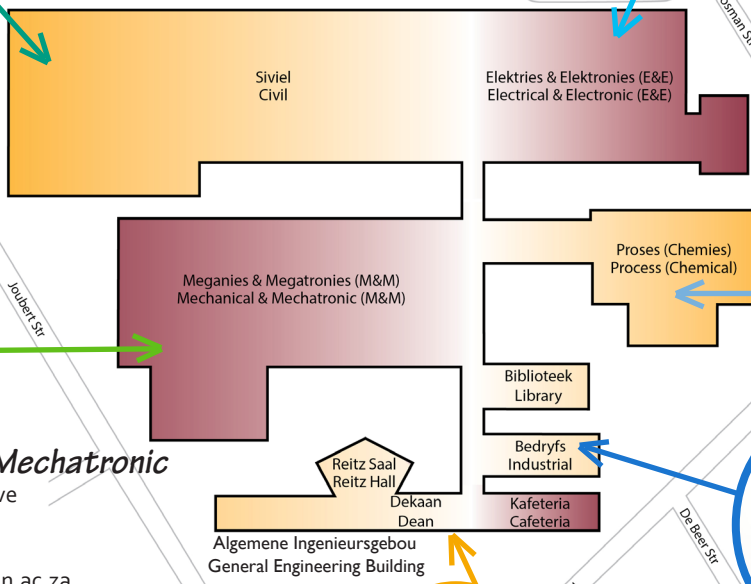 Siviel
Civil
Elektries & Elektronies (E&E)
Electrical & Electronic (E&E)
Proses (Chemies)
Process (Chemical)
Meganies & Megatronies (M&M)
Mechanical & Mechatronic (M&M)
Joubert Str
Biblioteek
Library
Mechatronic
Bedryfs
Industrial
Reitz Saal
Reitz Hall
Dekaan
Dean
Kafeteria
Cafeteria
Algemene Ingenieursgebou
General Engineering Building
De Beer Str